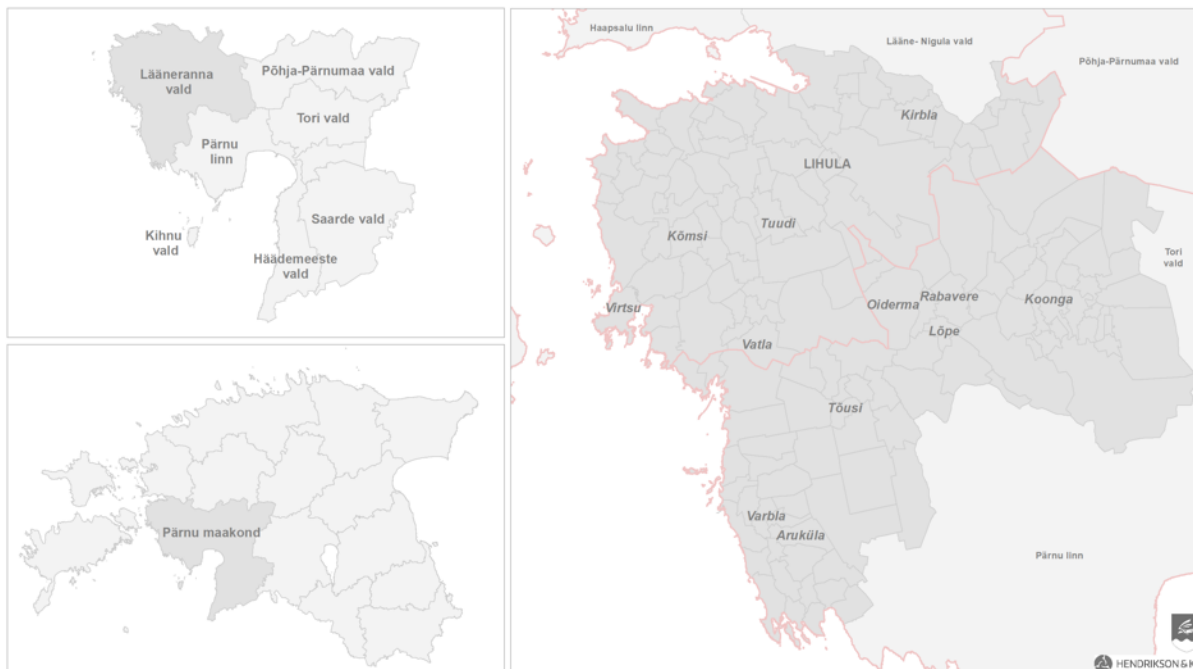 Lääneranna
vald
Põhja-Pärnumaa vald
Tori vald
Pärnu
linn
Saarde vald
Kihnu
vald
Häädemeeste
vald
Pärnu maakond
Haapsalu linn
Lääne- Nigula vald
Põhja-Pärnumaa vald
Kirbla
LIHULA
Tuudi
Kõmsi
Tori
vald
Virtsu
Oiderma
Rabavere
Koonga
Lõpe
Vatla
Tõusi
Varbla
Aruküla
Pärnu linn
HENDRIKSON &